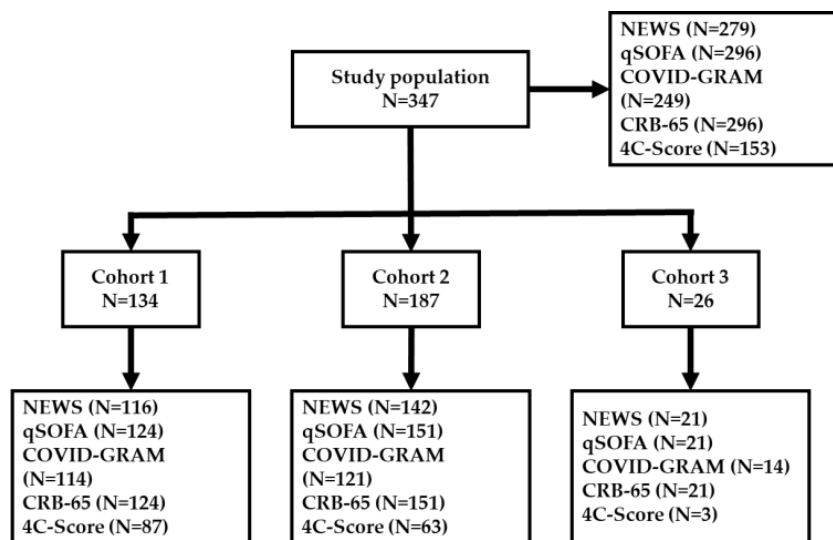 Study population
N=347
NEWS (N=279)
qSOFA (N=296)
COVID-GRAM
(N=249)
CRB-65 (N=296)
4C-Score (N=153)
Cohort 1
N=134
Cohort 2
N=187
Cohort 3
N=26
NEWS (N=116)
qSOFA (N=124)
COVID-GRAM
(N=114)
CRB-65 (N=124)
4C-Score (N=87)
NEWS (N=142)
qSOFA (N=151)
COVID-GRAM
(N=121)
CRB-65 (N=151)
4C-Score (N=63)
NEWS (N=21)
qSOFA (N=21)
COVID-GRAM (N=14)
CRB-65 (N=21)
4C-Score (N=3)